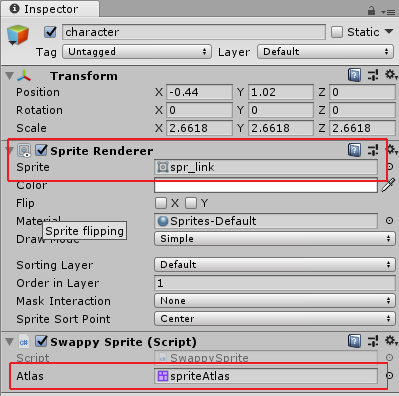 Inspector
character Static
Tag Untagged Layer Default
Transform
Position X -0.44 Y 1.02 Z 0
Rotation X 0 Y 0 Z 0
Scale X 2.6618 Y 2.6618 Z 2.6618
Sprite Renderer
Sprite spr_link
Color
Flip X Y
Material Sprites-Default
Sprite flipping
Draw Mode Simple
Sorting Layer Default
Order in Layer 1
Mask Interaction None
Sprite Sort Point Center
Swappy Sprite (Script)
Script SwappySprite
Atlas spriteAtlas